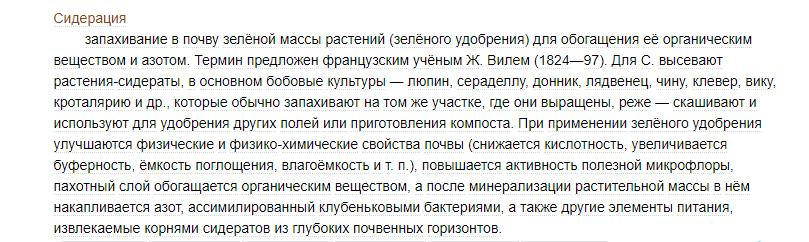 Сидерация
запахивание в почву зелёной массы растений (зелёного удобрения) для обогащения её органическим
веществом и азотом. Термин предложен французским учёным Ж. Вилем (1824—97). Для С. высевают
растения-сидераты, в основном бобовые культуры — люпин, сераделлу, донник, лядвенец, чину, клевер, вику,
кроталярию и др., которые обычно запахивают на том же участке, где они выращены, реже — скашивают и
используют для удобрения других полей или приготовления компоста. При применении зелёного удобрения
улучшаются физические и физико-химические свойства почвы (снижается кислотность, увеличивается
буферность, ёмкость поглощения, влагоёмкость и т. п.), повышается активность полезной микрофлоры,
пахотный слой обогащается органическим веществом, а после минерализации растительной массы в нём
накапливается азот, ассимилированный клубеньковыми бактериями, а также другие элементы питания,
извлекаемые корнями сидератов из глубоких почвенных горизонтов.